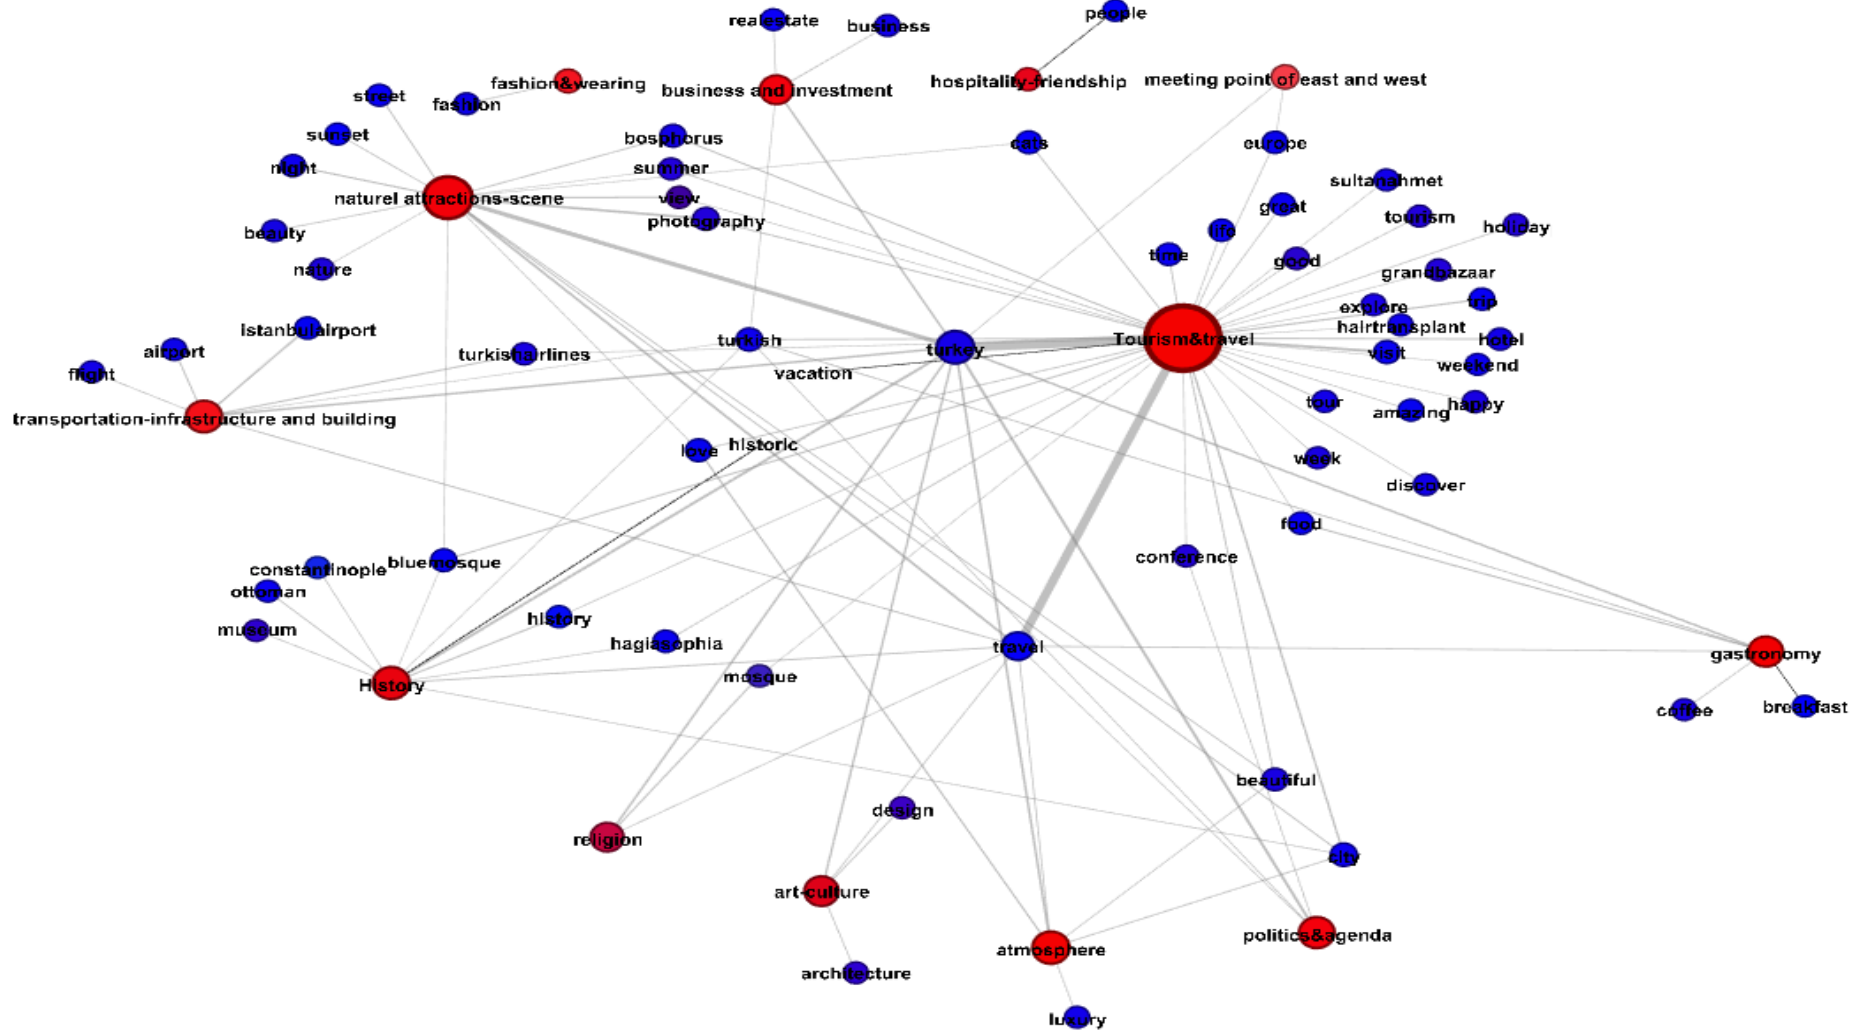 people
realestate
business
fashion&wearing
business and investment
hospitality-friendship
meeting point of east and west
street
fashion
sunset
bosphorus
cats
europe
night
summer
sultanahmet
naturel attractions-scene
view
great
photography
tourism
holiday
beauty
life
time
good
nature
grandbazaar
explore
trip
istanbulairport
hairtransplant
airport
turkishairlines
turkish
turkey
Tourism&travel
hotel
visit
flight
vacation
weekend
tour
amazing
happy
transportation-infrastructure and building
love
historic
week
discover
food
constantinople
bluemosque
conference
ottoman
museum
history
hagiasophia
travel
gastronomy
History
mosque
coffee
breakfast
beautiful
design
religion
city
art-culture
politics&agenda
atmosphere
architecture
luxury